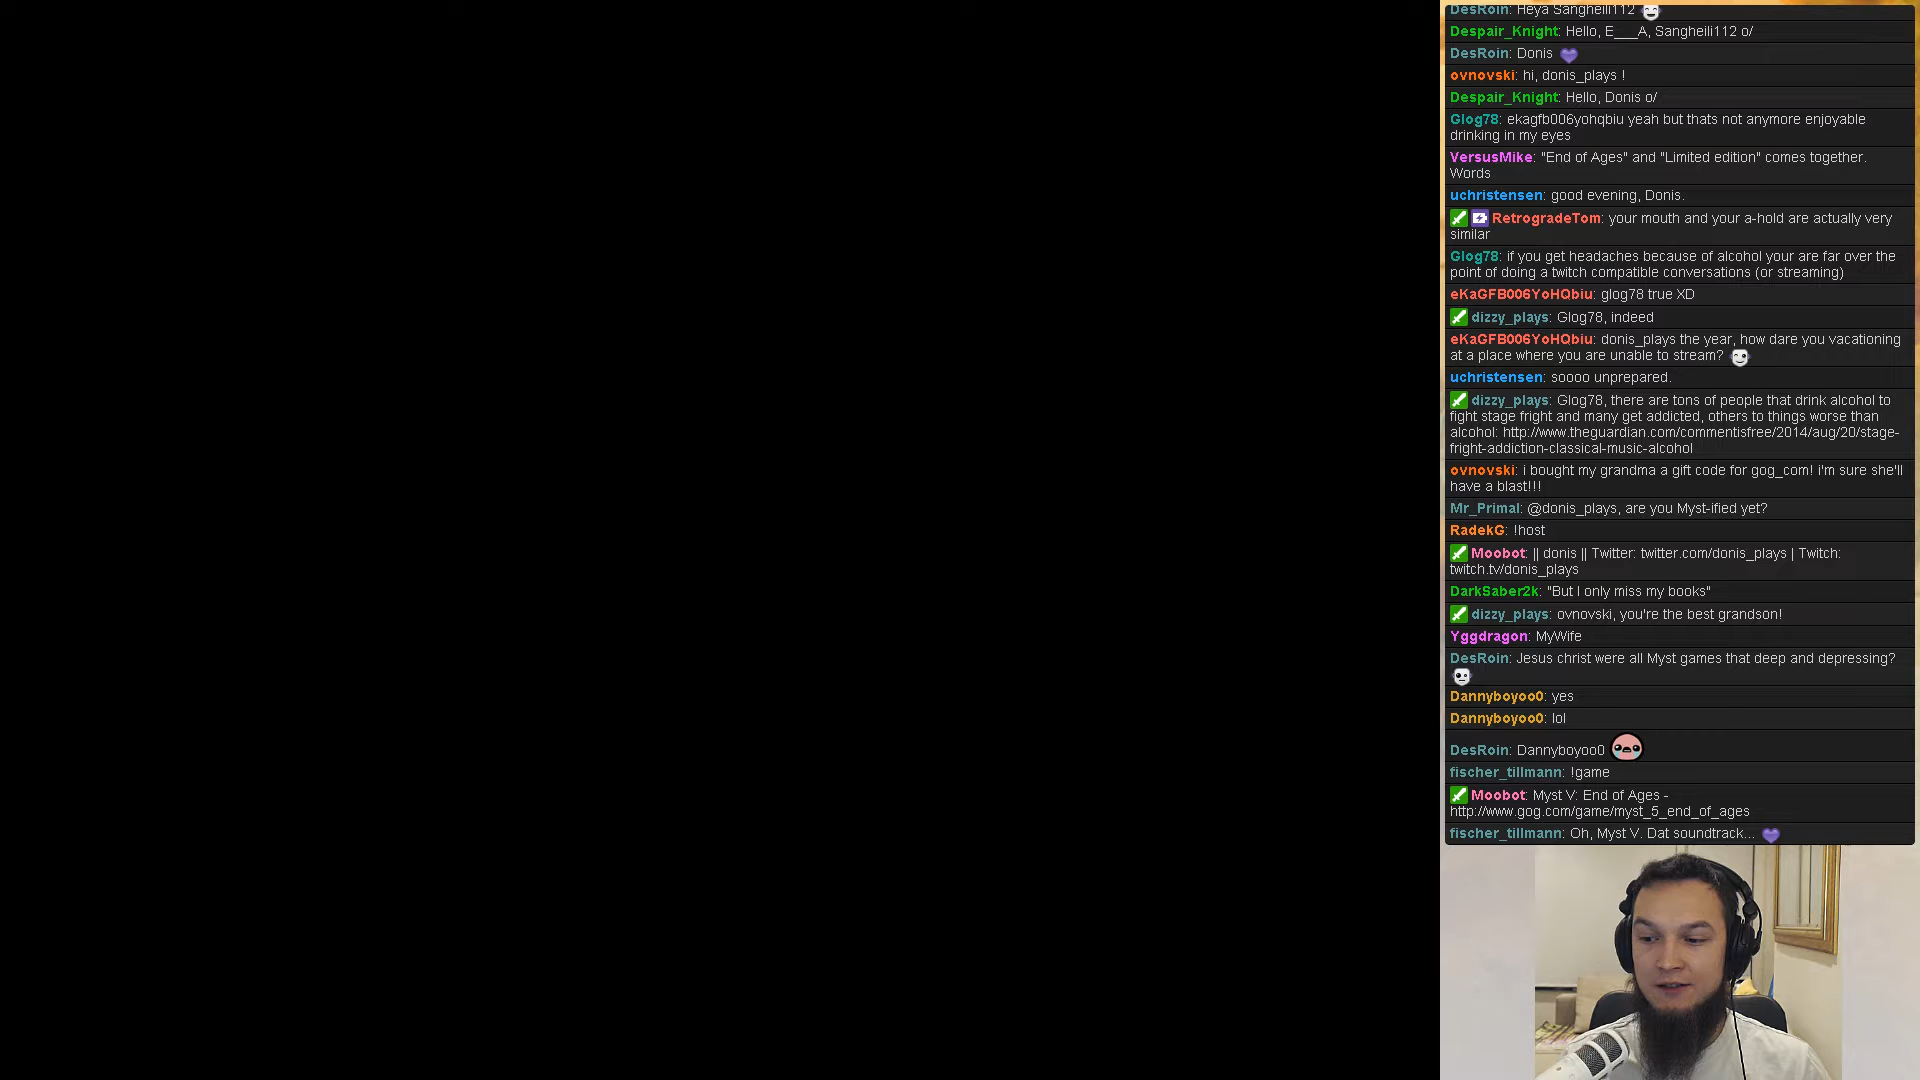 DesRoin: Heya Sangheili112
Despair_Knight: Hello, E___A, Sangheili112 o/
DesRoin: Donis
ovnovski: hi, donis_plays !
Despair_Knight: Hello, Donis o/
Glog78: ekagfb006yohqbiu yeah but thats not anymore enjoyable
drinking in my eyes
VersusMike: "End of Ages" and "Limited edition" comes together.
Words
uchristensen: good evening, Donis.
RetrogradeTom: your mouth and your a-hold are actually very
similar
Glog78: if you get headaches because of alcohol your are far over the
point of doing a twitch compatible conversations (or streaming)
eKaGFB006YoHQbiu: glog78 true XD
dizzy_plays: Glog78, indeed
eKaGFB006YoHQbiu: donis_plays the year, how dare you vacationing
at a place where you are unable to stream?
uchristensen: soooo unprepared.
dizzy_plays: Glog78, there are tons of people that drink alcohol to
fight stage fright and many get addicted, others to things worse than
alcohol: http://www.theguardian.com/commentisfree/2014/aug/20/stage-
fright-addiction-classical-music-alcohol
ovnovski: i bought my grandma a gift code for gog_com! i'm sure she'll
have a blast!!!
Mr_Primal: @donis_plays, are you Myst-ified yet?
RadekG: !host
Moobot: || donis || Twitter: twitter.com/donis_plays | Twitch:
twitch.tv/donis_plays
DarkSaber2k: "But I only miss my books"
dizzy_plays: ovnovski, you're the best grandson!
Yggdragon: MyWife
DesRoin: Jesus christ were all Myst games that deep and depressing?
Dannyboyoo0: yes
Dannyboyoo0: lol
DesRoin: Dannyboyoo0
fischer_tillmann: !game
Moobot: Myst V: End of Ages -
http://www.gog.com/game/myst_5_end_of_ages
fischer_tillmann: Oh, Myst V. Dat soundtrack...